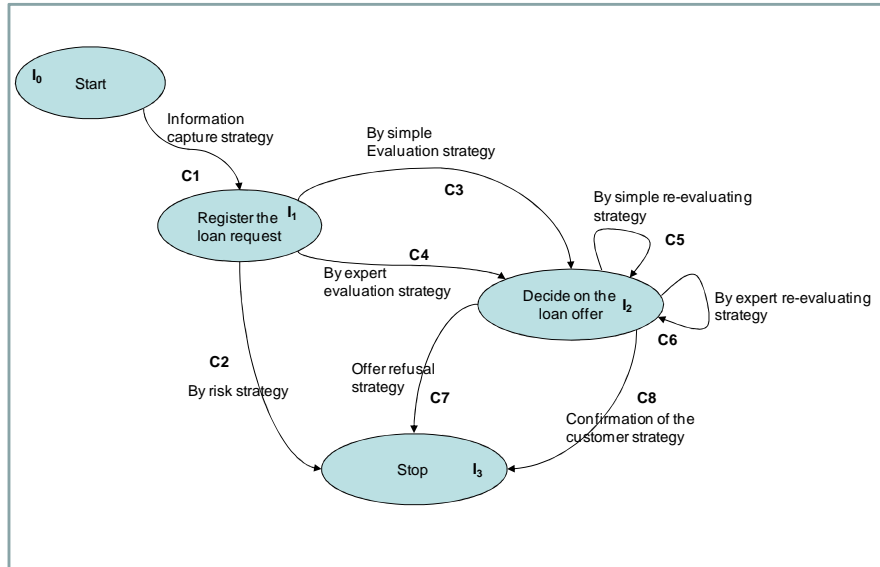 I0
Start
Information
capture strategy
C1
By simple
Evaluation strategy
C3
Register the
loan request
I1
C4
By expert
evaluation strategy
By simple re-evaluating
strategy
C5
Decide on the
loan offer
I2
By expert re-evaluating
strategy
C6
C2
By risk strategy
Offer refusal
strategy
C7
C8
Confirmation of the
customer strategy
Stop
I3